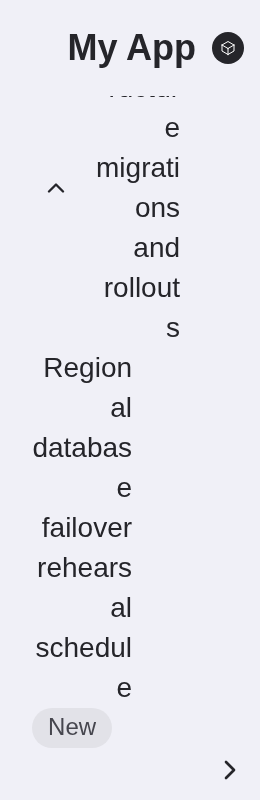 My App
e
migrati
ons
and
rollout
s
Region
al
databas
e
failover
rehears
al
schedul
e
New